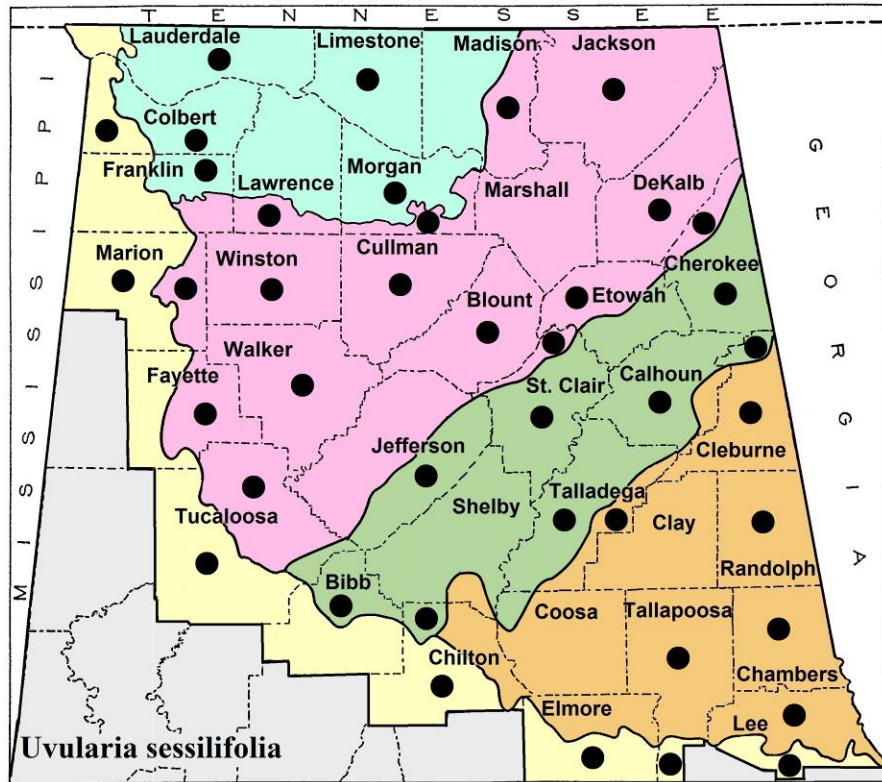 T E N N E S S E E
Lauderdale
Limestone
Madison
Jackson
Colbert
Franklin
Lawrence
Morgan
Marshall
DeKalb
Marion
Winston
Cullman
Cherokee
Blount
Etowah
Walker
Fayette
St. Clair
Calhoun
Jefferson
Cleburne
Tucaloosa
Shelby
Talladega
Clay
Randolph
Bibb
Coosa
Tallapoosa
Chilton
Chambers
Elmore
Lee
M I S S I S S I P P I
G E O R G I A
Uvularia sessilifolia